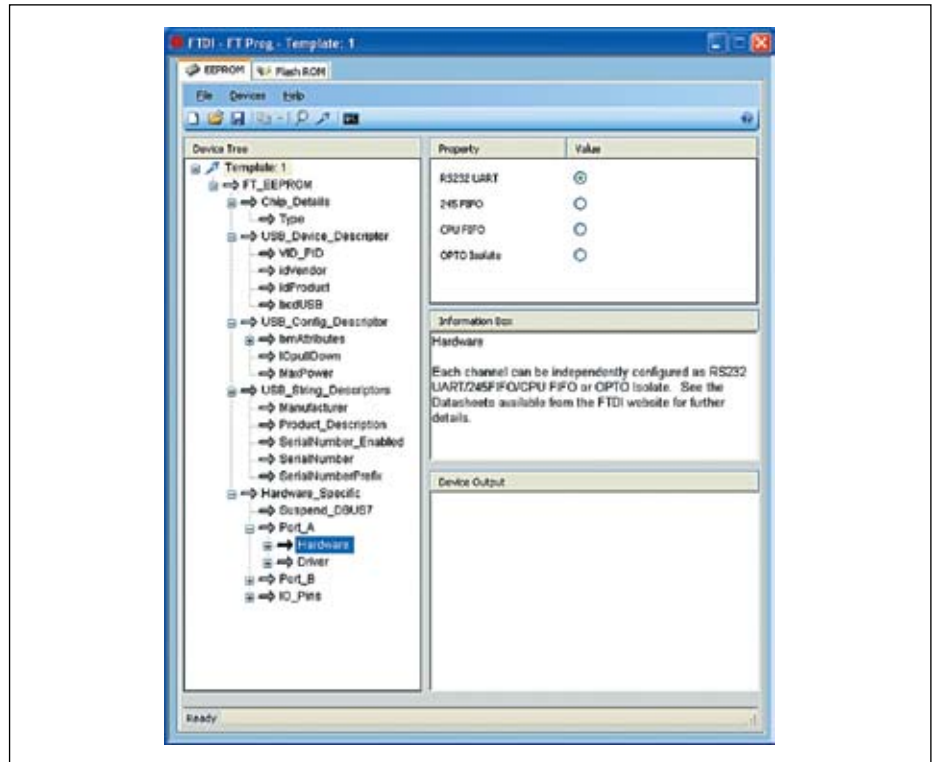 FTDI - FT Prog - Template: 1
EEPROM
Flash ROM
File Devices Help
Device Tree
Template: 1
FT_EEPROM
Chip_Details
Type
USB_Device_Descriptor
VID_PID
idVendor
idProduct
bcdUSB
USB_Config_Descriptor
bmAttributes
IOpullDown
MaxPower
USB_String_Descriptors
Manufacturer
Product_Description
SerialNumber_Enabled
SerialNumber
SerialNumberPrefix
Hardware_Specific
Suspend_DBUS7
Port_A
Hardware
Driver
Port_B
IO_Pins
Property Value
RS232 UART
245 FIFO
CPU FIFO
OPTO Isolate
Information Box
Hardware
Each channel can be independently configured as RS232
UART/245FIFO/CPU FIFO or OPTO Isolate. See the
Datasheets available from the FTDI website for further
details.
Device Output
Ready